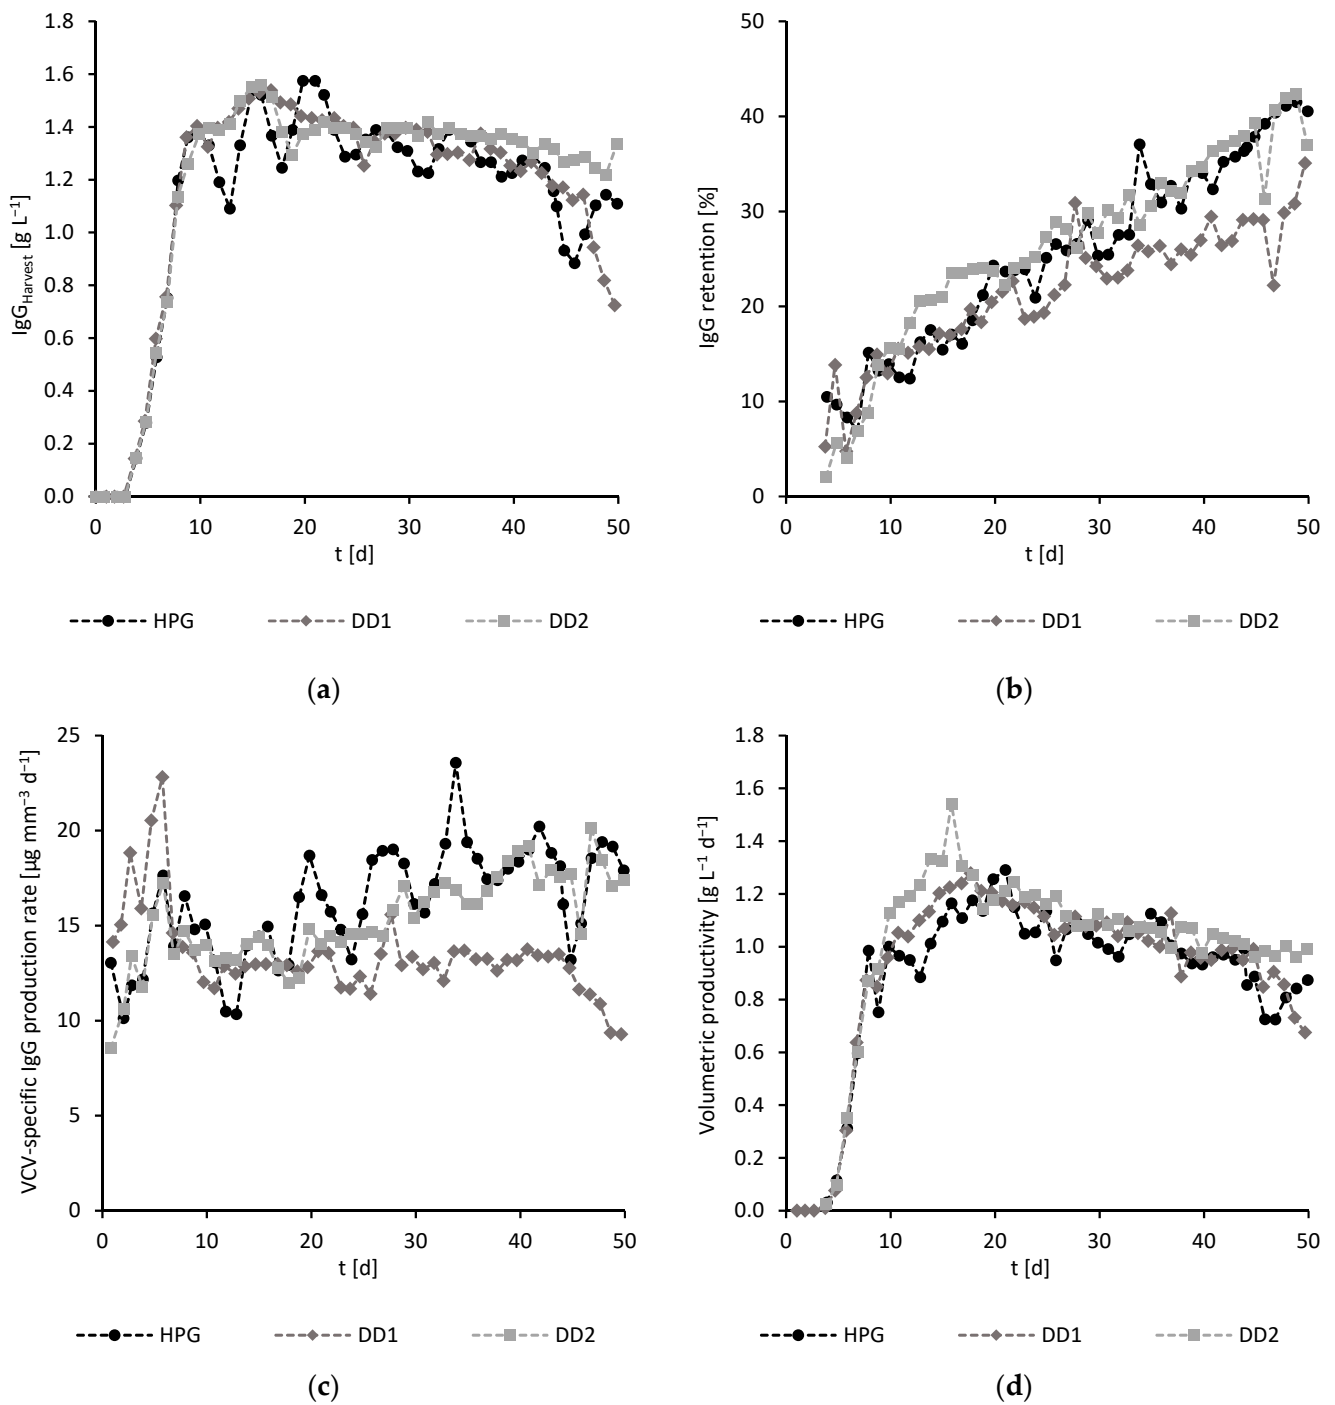 1.8
1.6
1.4
1.2
1.0
0.8
0.6
0.4
0.2
0.0
IgG_Harvest [g L⁻¹]
0 10 20 30 40 50
t [d]
HPG DD1 DD2
(a)
50
40
30
20
10
0
IgG retention [%]
0 10 20 30 40 50
t [d]
HPG DD1 DD2
(b)
25
20
15
10
5
0
VCV-specific IgG production rate [µg mm⁻³ d⁻¹]
0 10 20 30 40 50
t [d]
HPG DD1 DD2
(c)
1.8
1.6
1.4
1.2
1.0
0.8
0.6
0.4
0.2
0.0
Volumetric productivity [g L⁻¹ d⁻¹]
0 10 20 30 40 50
t [d]
HPG DD1 DD2
(d)